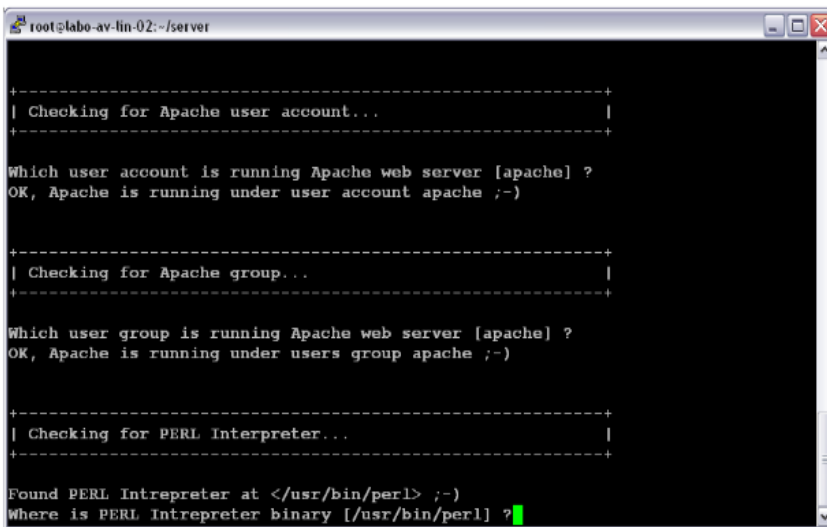 root@labo-av-lin-02:~/server
+---------------------------------------------------------+
| Checking for Apache user account... |
+---------------------------------------------------------+
Which user account is running Apache web server [apache] ?
OK, Apache is running under user account apache ;-)
+---------------------------------------------------------+
| Checking for Apache group... |
+---------------------------------------------------------+
Which user group is running Apache web server [apache] ?
OK, Apache is running under users group apache ;-)
+---------------------------------------------------------+
| Checking for PERL Interpreter... |
+---------------------------------------------------------+
Found PERL Intrepreter at </usr/bin/perl> ;-)
Where is PERL Intrepreter binary [/usr/bin/perl] ?